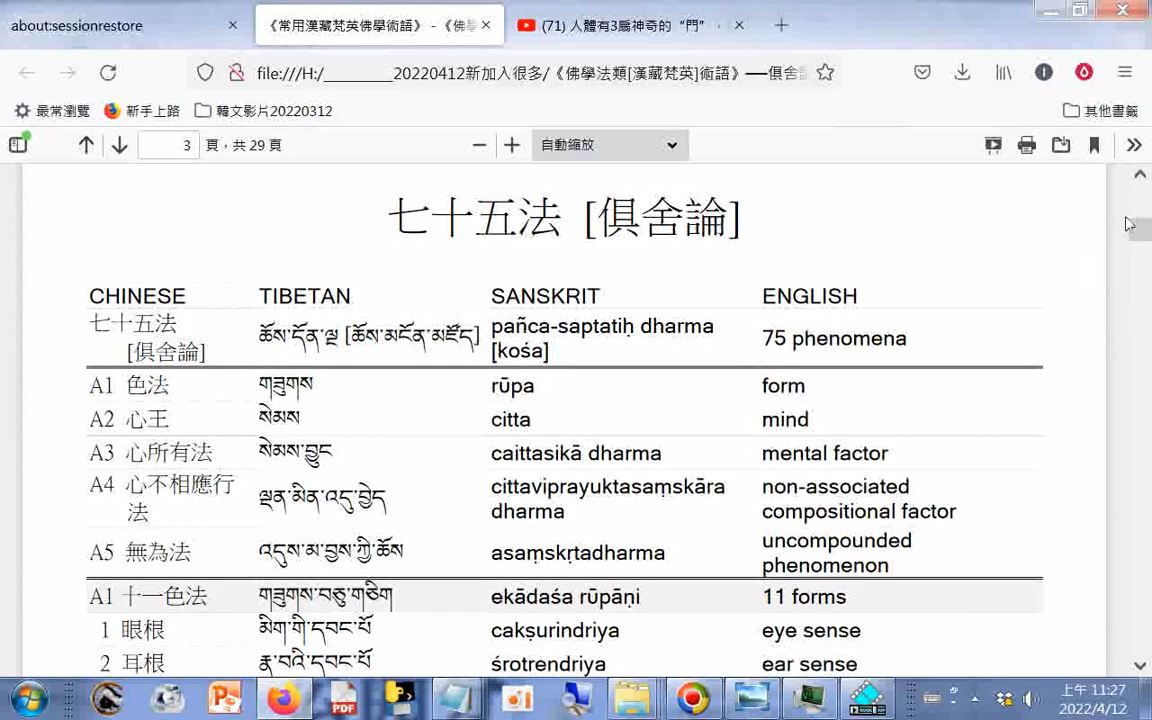 about:sessionrestore
《常用漢藏梵英佛學術語》 - 《佛學
(71) 人體有3扇神奇的“門”
file:///H:/________20220412新加入很多/《佛學法類[漢藏梵英]術語》──俱舍
最常瀏覽 新手上路 韓文影片20220312 其他書籤
3 頁，共 29 頁 自動縮放
七十五法 [俱舍論]
CHINESE TIBETAN SANSKRIT ENGLISH
七十五法 [俱舍論] ཆོས་དོན་ལྔ [ཆོས་མངོན་མཛོད] pañca-saptatiḥ dharma [kośa] 75 phenomena
A1 色法 གཟུགས rūpa form
A2 心王 སེམས citta mind
A3 心所有法 སེམས་བྱུང caittasikā dharma mental factor
A4 心不相應行法 ལྡན་མིན་འདུ་བྱེད cittaviprayuktasaṃskāra dharma non-associated compositional factor
A5 無為法 འདུས་མ་བྱས་ཀྱི་ཆོས asaṃskṛtadharma uncompounded phenomenon
A1 十一色法 གཟུགས་བཅུ་གཅིག ekādaśa rūpāṇi 11 forms
1 眼根 མིག་གི་དབང་པོ cakṣurindriya eye sense
2 耳根 རྣ་བའི་དབང་པོ śrotrendriya ear sense
上午 11:27
2022/4/12